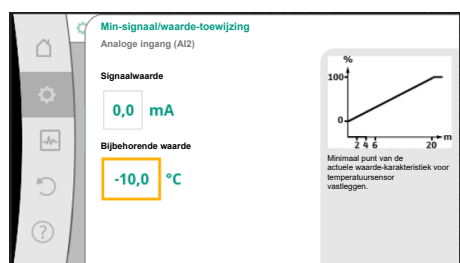 Min-signaal/waarde-toewijzing
Analoge ingang (AI2)
Signaalwaarde
0,0 mA
Bijbehorende waarde
-10,0 °C
%
100
0
2 4 6 20
m
Minimaal punt van de
actuele waarde-karakteristiek voor
temperatuursensor
vastleggen.